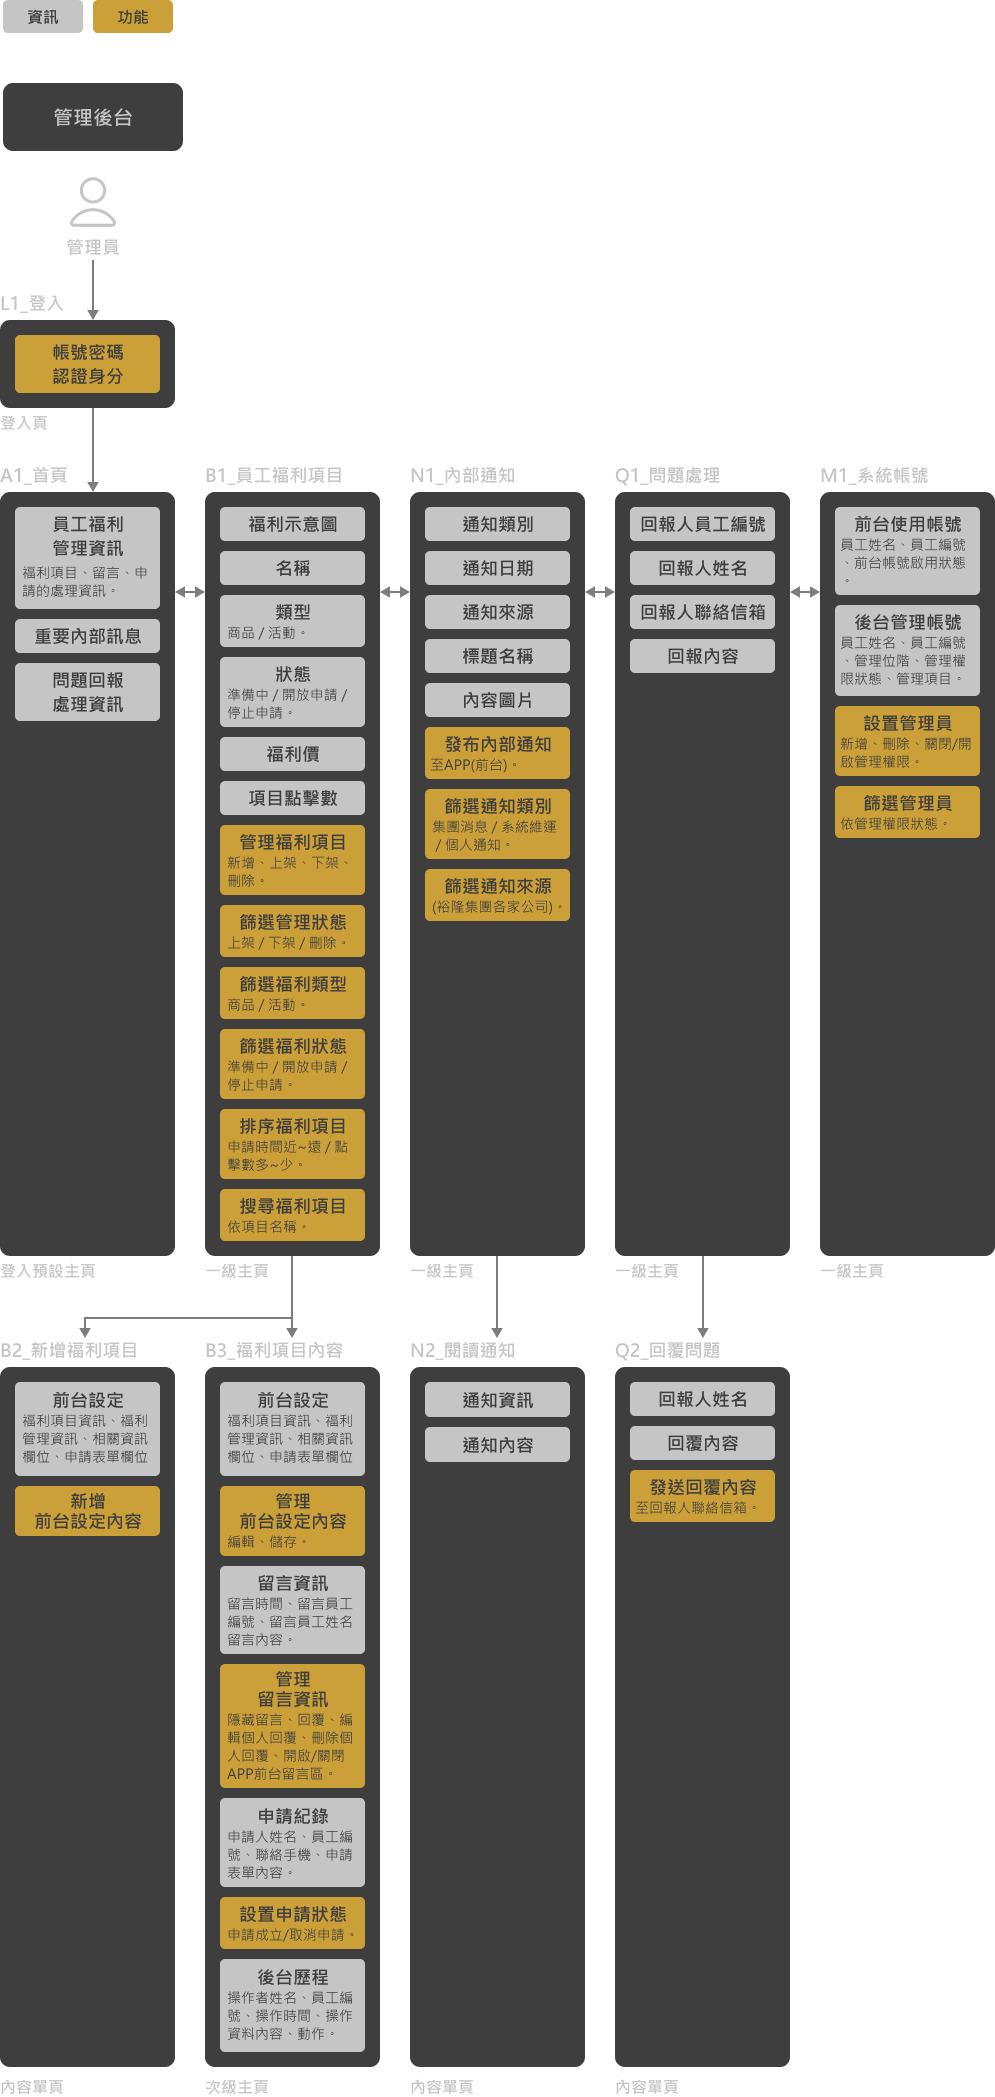 資訊
功能
管理後台
管理員
L1_登入
帳號密碼
認證身分
登入頁
A1_首頁
員工福利
管理資訊
福利項目、留言、申
請的處理資訊。
重要內部訊息
問題回報
處理資訊
登入預設主頁
B1_員工福利項目
福利示意圖
名稱
類型
商品 / 活動。
狀態
準備中 / 開放申請 /
停止申請。
福利價
項目點擊數
管理福利項目
新增、上架、下架、
刪除。
篩選管理狀態
上架 / 下架 / 刪除。
篩選福利類型
商品 / 活動。
篩選福利狀態
準備中 / 開放申請 /
停止申請。
排序福利項目
申請時間近~遠 / 點
擊數多~少。
搜尋福利項目
依項目名稱。
一級主頁
N1_內部通知
通知類別
通知日期
通知來源
標題名稱
內容圖片
發布內部通知
至APP(前台)。
篩選通知類別
集團消息 / 系統維運
/ 個人通知。
篩選通知來源
(裕隆集團各家公司)。
一級主頁
Q1_問題處理
回報人員工編號
回報人姓名
回報人聯絡信箱
回報內容
一級主頁
M1_系統帳號
前台使用帳號
員工姓名、員工編號
、前台帳號啟用狀態
。
後台管理帳號
員工姓名、員工編號
、管理位階、管理權
限狀態、管理項目。
設置管理員
新增、刪除、關閉/開
啟管理權限。
篩選管理員
依管理權限狀態。
一級主頁
B2_新增福利項目
前台設定
福利項目資訊、福利
管理資訊、相關資訊
欄位、申請表單欄位
新增
前台設定內容
內容單頁
B3_福利項目內容
前台設定
福利項目資訊、福利
管理資訊、相關資訊
欄位、申請表單欄位
管理
前台設定內容
編輯、儲存。
留言資訊
留言時間、留言員工
編號、留言員工姓名
留言內容。
管理
留言資訊
隱藏留言、回覆、編
輯個人回覆、刪除個
人回覆、開啟/關閉
APP前台留言區。
申請紀錄
申請人姓名、員工編
號、聯絡手機、申請
表單內容。
設置申請狀態
申請成立/取消申請。
後台歷程
操作者姓名、員工編
號、操作時間、操作
資料內容、動作。
次級主頁
N2_閱讀通知
通知資訊
通知內容
內容單頁
Q2_回覆問題
回報人姓名
回覆內容
發送回覆內容
至回報人聯絡信箱。
內容單頁